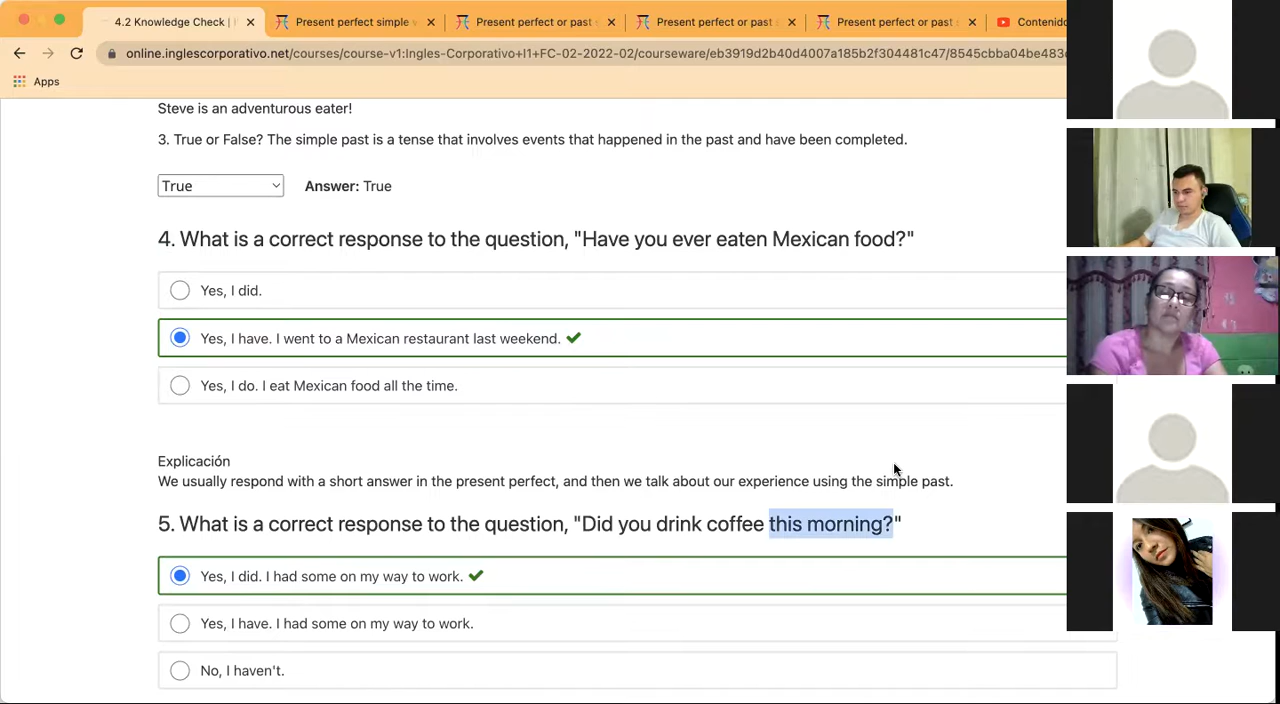 4.2 Knowledge Check |
Present perfect simple
Present perfect or past
Present perfect or past
Present perfect or past
Contenido
online.inglescorporativo.net/courses/course-v1:Ingles-Corporativo+I1+FC-02-2022-02/courseware/eb3919d2b40d4007a185b2f304481c47/8545cbba04be483
Apps
Steve is an adventurous eater!
3. True or False? The simple past is a tense that involves events that happened in the past and have been completed.
True
Answer: True
4. What is a correct response to the question, "Have you ever eaten Mexican food?"
Yes, I did.
Yes, I have. I went to a Mexican restaurant last weekend.
Yes, I do. I eat Mexican food all the time.
Explicación
We usually respond with a short answer in the present perfect, and then we talk about our experience using the simple past.
5. What is a correct response to the question, "Did you drink coffee this morning?"
Yes, I did. I had some on my way to work.
Yes, I have. I had some on my way to work.
No, I haven't.